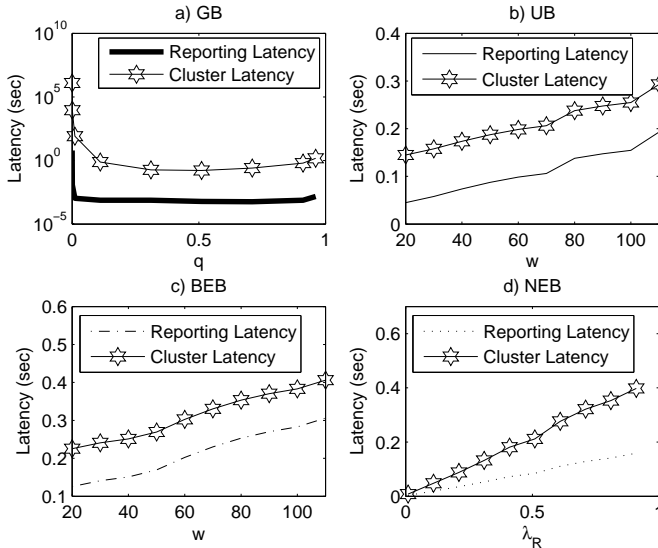 a) GB
10^10
10^5
10^0
10^-5
Latency (sec)
Reporting Latency
Cluster Latency
0
0.5
1
q
b) UB
0.4
0.3
0.2
0.1
0
Latency (sec)
Reporting Latency
Cluster Latency
20
40
60
80
100
w
c) BEB
0.6
0.5
0.4
0.3
0.2
0.1
Latency (sec)
Reporting Latency
Cluster Latency
20
40
60
80
100
w
d) NEB
0.6
0.4
0.2
0
Latency (sec)
Reporting Latency
Cluster Latency
0
0.5
1
λ_R